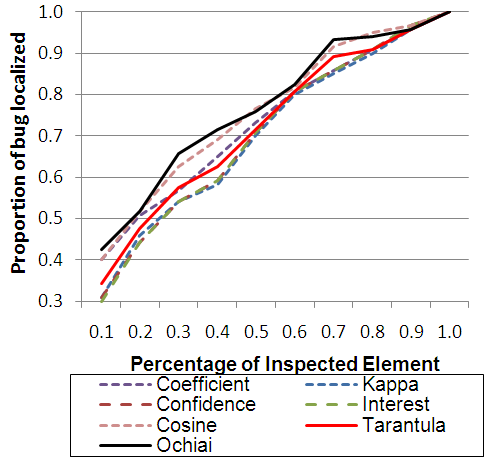 Proportion of bug localized
1.0
0.9
0.8
0.7
0.6
0.5
0.4
0.3
0.1 0.2 0.3 0.4 0.5 0.6 0.7 0.8 0.9 1.0
Percentage of Inspected Element
Coefficient Kappa
Confidence Interest
Cosine Tarantula
Ochiai